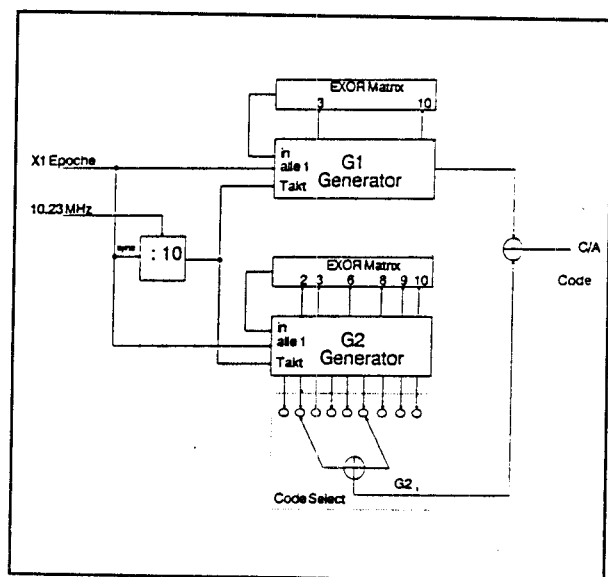 EXOR Matrix
3 10
X1 Epoche
in
alle 1
Takt
G1
Generator
10.23 MHz
sync
: 10
C/A
Code
EXOR Matrix
2 3 6 8 9 10
in
alle 1
Takt
G2
Generator
Code Select
G2 i